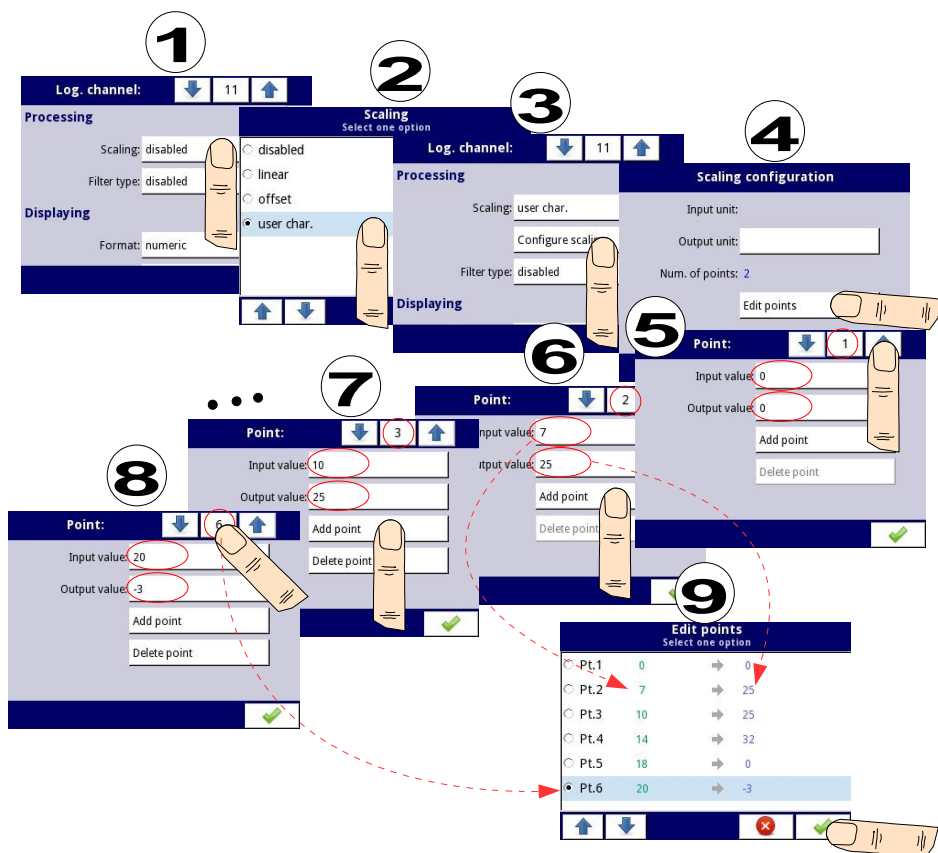 1
Log. channel: 11
Processing
Scaling: disabled
Filter type: disabled
Displaying
Format: numeric
2
Scaling
Select one option
disabled
linear
offset
user char.
3
Log. channel: 11
Processing
Scaling: user char.
Configure scalin
Filter type: disabled
Displaying
4
Scaling configuration
Input unit:
Output unit:
Num. of points: 2
Edit points
5
Point: 1
Input value: 0
Output value: 0
Add point
Delete point
6
Point: 2
nput value: 7
tput value: 25
Add point
Delete point
...
7
Point: 3
Input value: 10
Output value: 25
Add point
Delete point
8
Point: 6
Input value: 20
Output value: -3
Add point
Delete point
9
Edit points
Select one option
Pt.1 0 0
Pt.2 7 25
Pt.3 10 25
Pt.4 14 32
Pt.5 18 0
Pt.6 20 -3